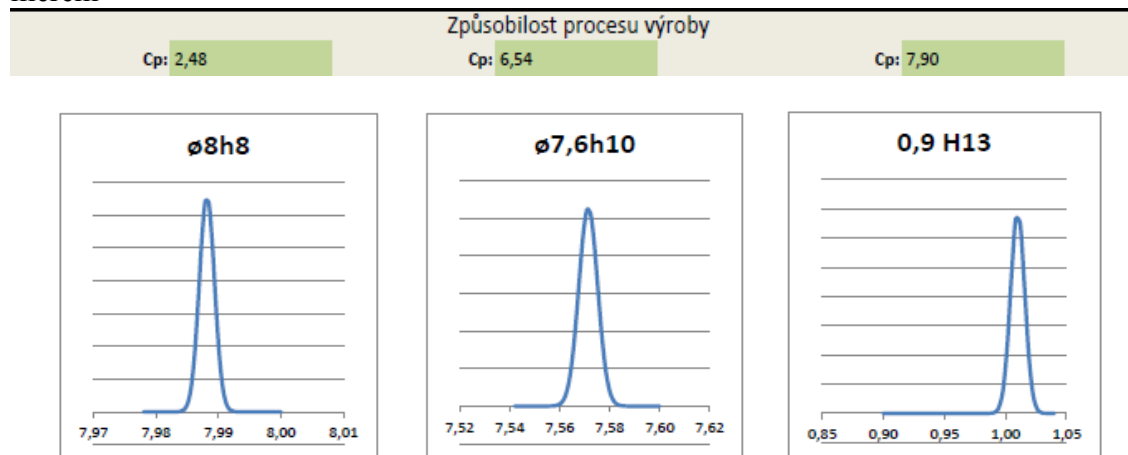 Způsobilost procesu výroby
Cp: 2,48 Cp: 6,54 Cp: 7,90
ø8h8 ø7,6h10 0,9 H13
7,97 7,98 7,99 8,00 8,01 7,52 7,54 7,56 7,58 7,60 7,62 0,85 0,90 0,95 1,00 1,05